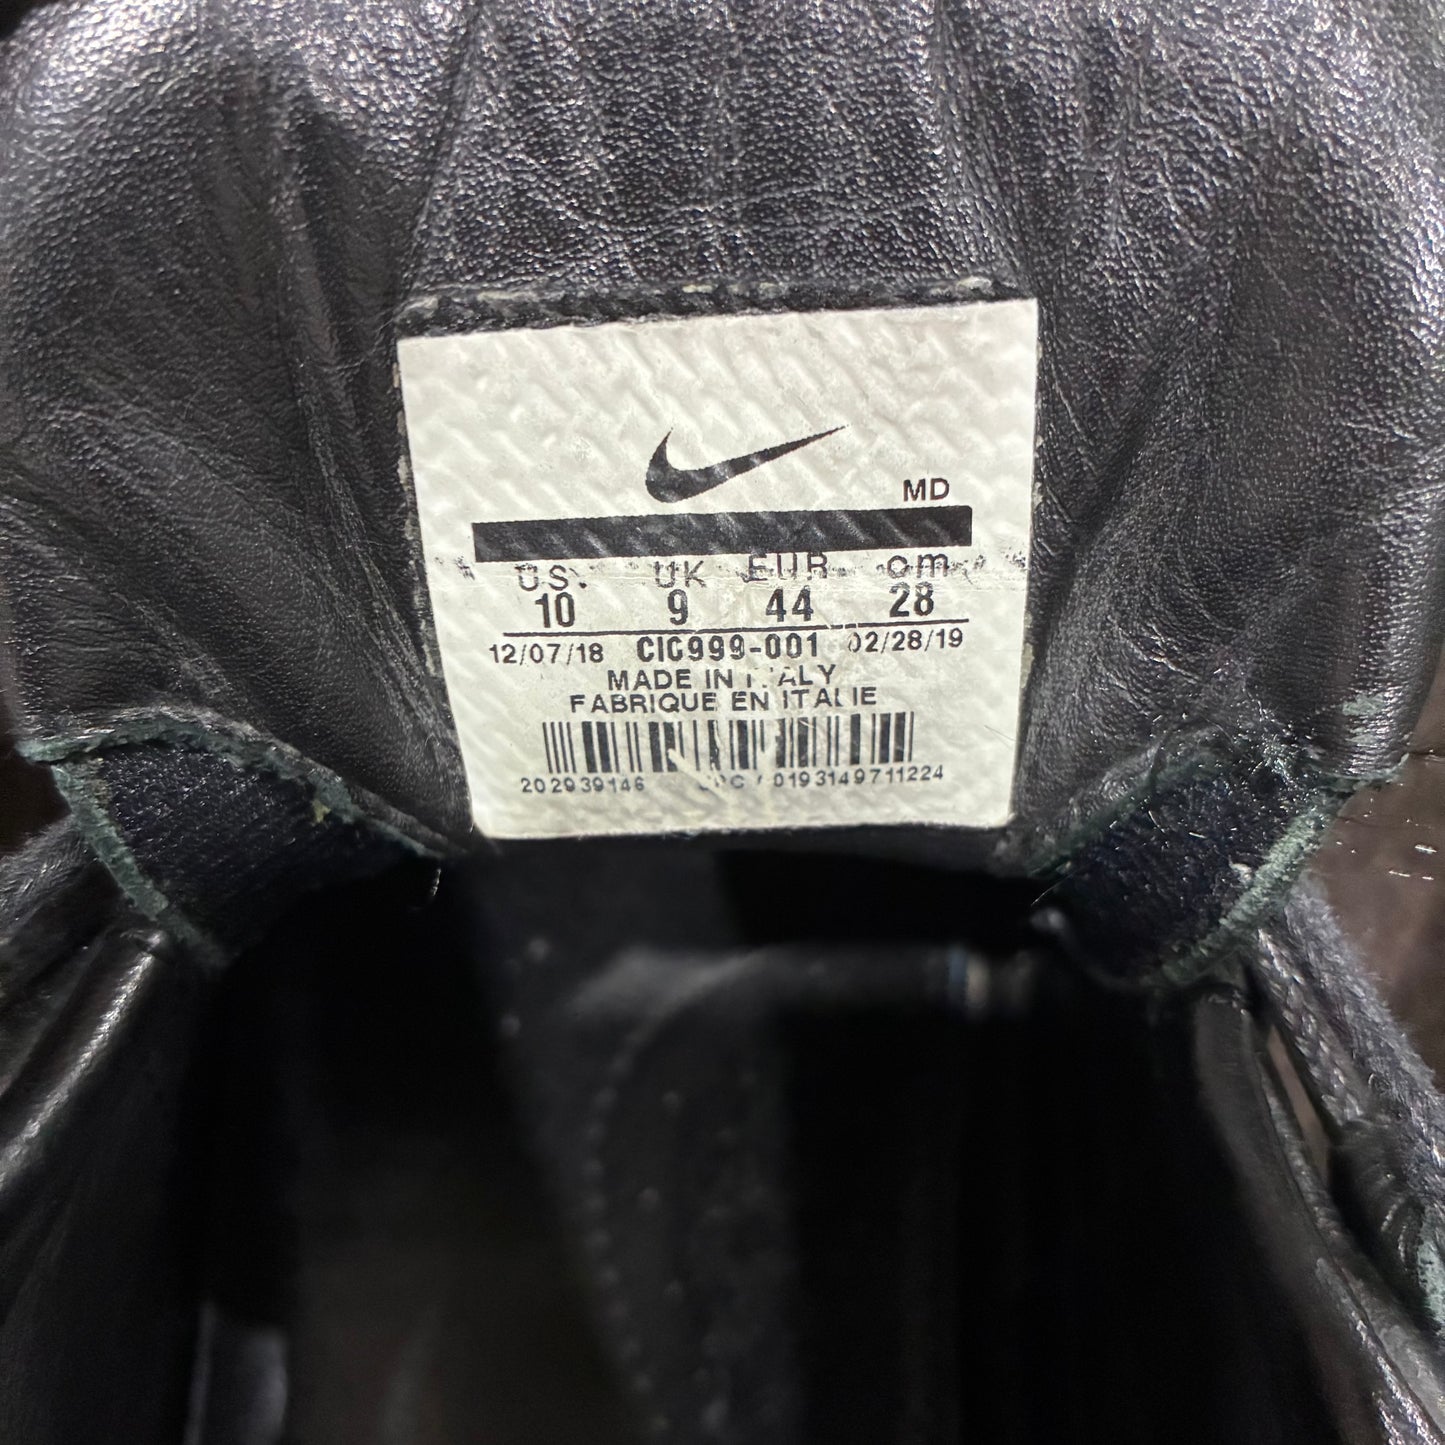 MD
US. UK EUR cm
10 9 44 28
12/07/18 CIC999-001 02/28/19
MADE IN ITALY
FABRIQUE EN ITALIE
202939146 UPC 0193149711224